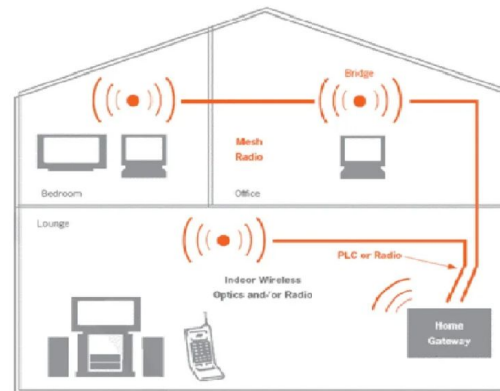 Bridge
Mesh
Radio
Bedroom
Office
Lounge
PLC or Radio
Indoor Wireless
Optics and/or Radio
Home
Gateway